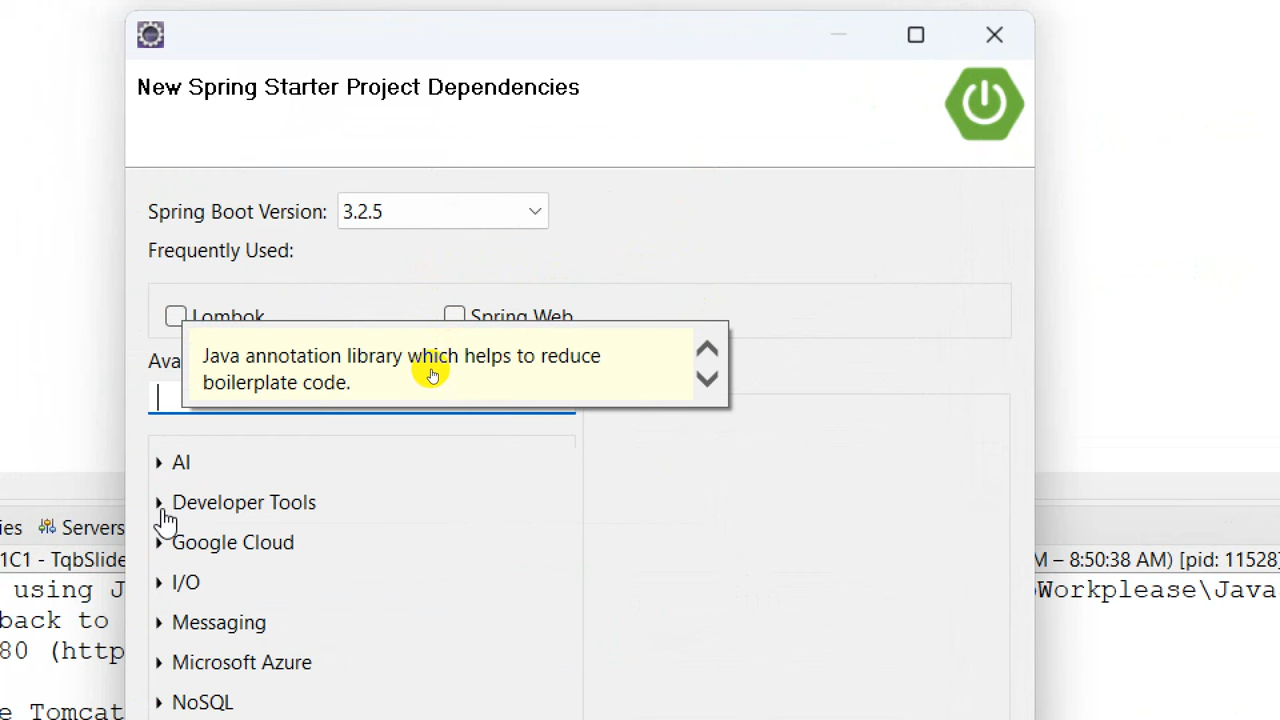 New Spring Starter Project Dependencies
Spring Boot Version: 3.2.5
Frequently Used:
Lombok Spring Web
Java annotation library which helps to reduce
boilerplate code.
Ava
AI
Developer Tools
Google Cloud
I/O
Messaging
Microsoft Azure
NoSQL
ies Servers
1C1 - TqbSlide M – 8:50:38 AM) [pid: 11528]
using J Workplease\Java
back to
80 (http
e Tomcat